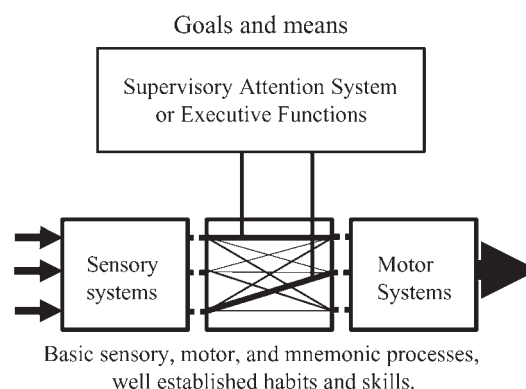 Goals and means
Supervisory Attention System
or Executive Functions
Sensory
systems
Motor
Systems
Basic sensory, motor, and mnemonic processes,
well established habits and skills.